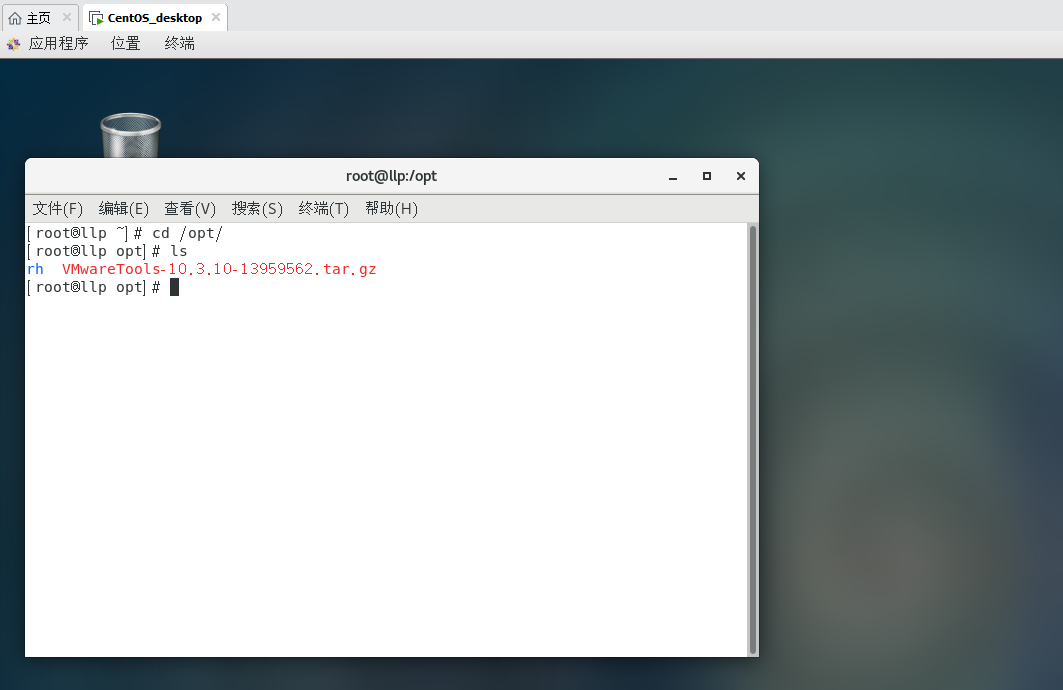 主页 CentOS_desktop
应用程序 位置 终端
root@llp:/opt
文件(F) 编辑(E) 查看(V) 搜索(S) 终端(T) 帮助(H)
[root@llp ~]# cd /opt/
[root@llp opt]# ls
rh  VMwareTools-10.3.10-13959562.tar.gz
[root@llp opt]#